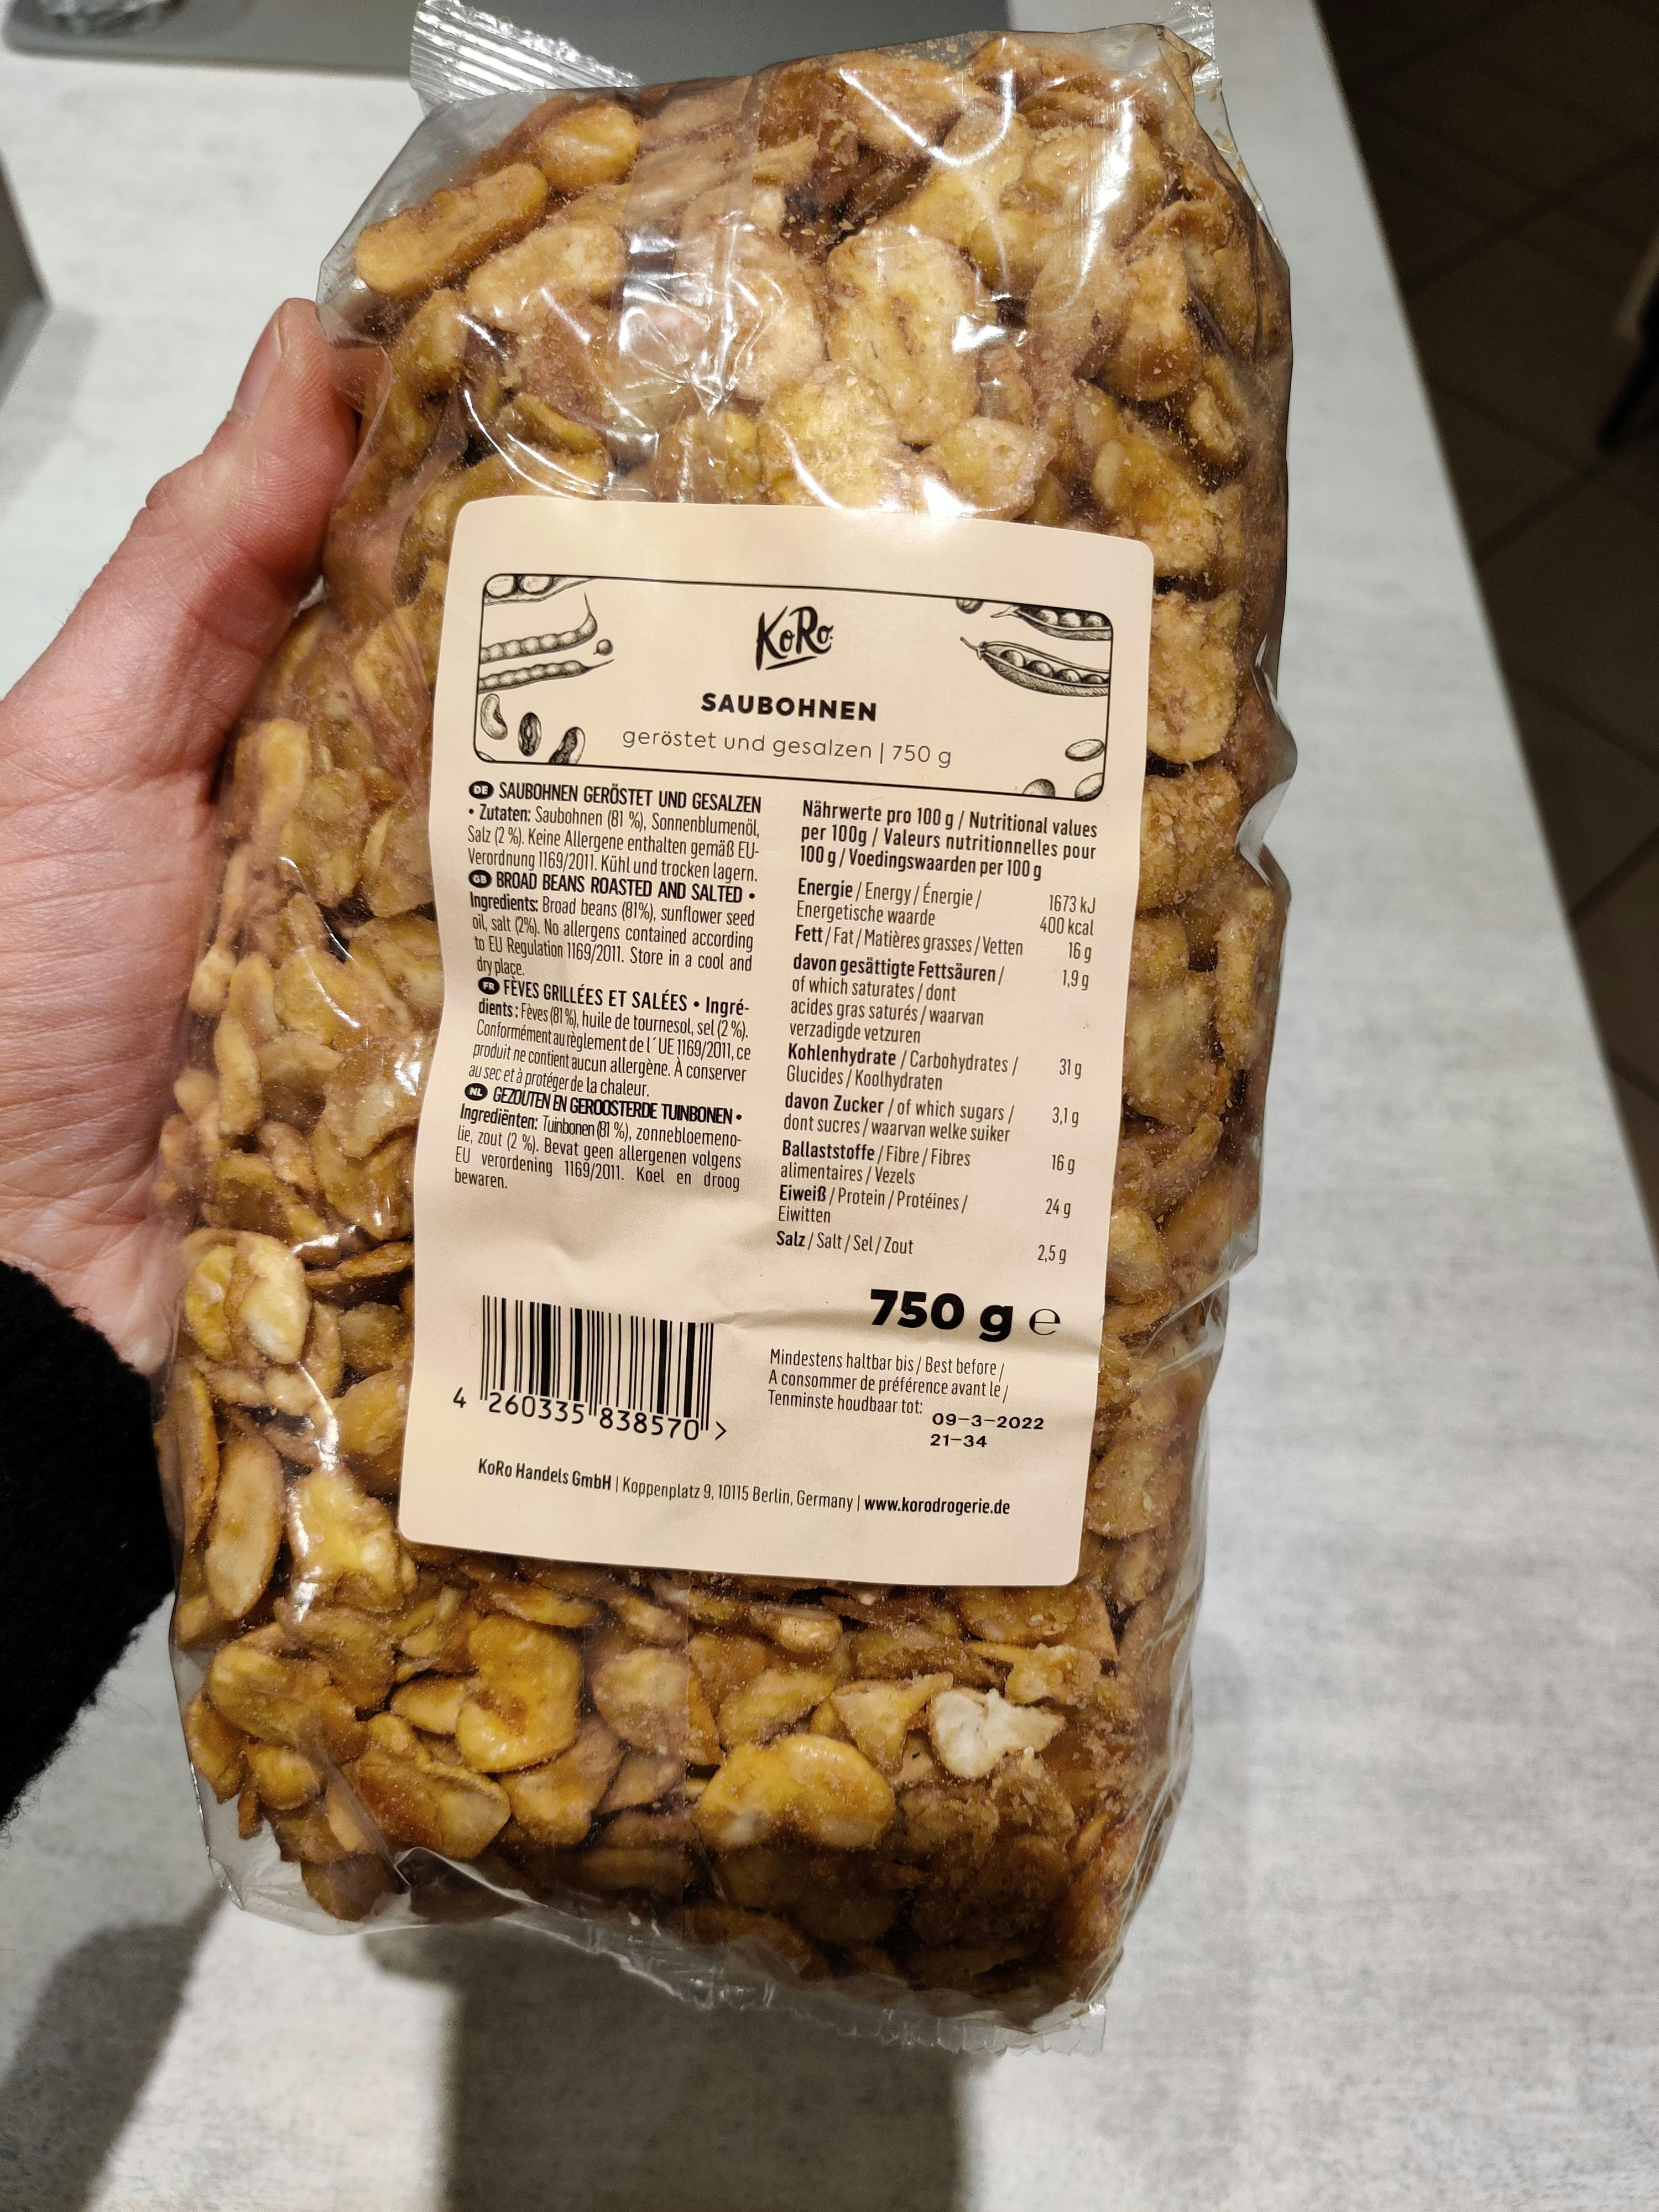 KoRo
SAUBOHNEN
geröstet und gesalzen | 750 g
DE SAUBOHNEN GERÖSTET UND GESALZEN
• Zutaten: Saubohnen (81 %), Sonnenblumenöl,
Salz (2 %). Keine Allergene enthalten gemäß EU-
Verordnung 1169/2011. Kühl und trocken lagern.
GB BROAD BEANS ROASTED AND SALTED •
Ingredients: Broad beans (81%), sunflower seed
oil, salt (2%). No allergens contained according
to EU Regulation 1169/2011. Store in a cool and
dry place.
FR FÈVES GRILLÉES ET SALÉES • Ingré-
dients : Fèves (81 %), huile de tournesol, sel (2 %).
Conformément au règlement de l´UE 1169/2011, ce
produit ne contient aucun allergène. À conserver
au sec et à protéger de la chaleur.
NL GEZOUTEN EN GEROOSTERDE TUINBONEN •
Ingrediënten: Tuinbonen (81 %), zonnebloemeno-
lie, zout (2 %). Bevat geen allergenen volgens
EU verordening 1169/2011. Koel en droog
bewaren.
Nährwerte pro 100 g / Nutritional values
per 100g / Valeurs nutritionnelles pour
100 g / Voedingswaarden per 100 g
Energie / Energy / Énergie / 1673 kJ
Energetische waarde 400 kcal
Fett / Fat / Matières grasses / Vetten 16 g
davon gesättigte Fettsäuren / 1,9 g
of which saturates / dont
acides gras saturés / waarvan
verzadigde vetzuren
Kohlenhydrate / Carbohydrates / 31 g
Glucides / Koolhydraten
davon Zucker / of which sugars / 3,1 g
dont sucres / waarvan welke suiker
Ballaststoffe / Fibre / Fibres 16 g
alimentaires / Vezels
Eiweiß / Protein / Protéines / 24 g
Eiwitten
Salz / Salt / Sel / Zout 2,5 g
750 g ℮
Mindestens haltbar bis / Best before /
A consommer de préférence avant le /
Tenminste houdbaar tot: 09-3-2022
21-34
4 260335 838570 >
KoRo Handels GmbH | Koppenplatz 9, 10115 Berlin, Germany | www.korodrogerie.de